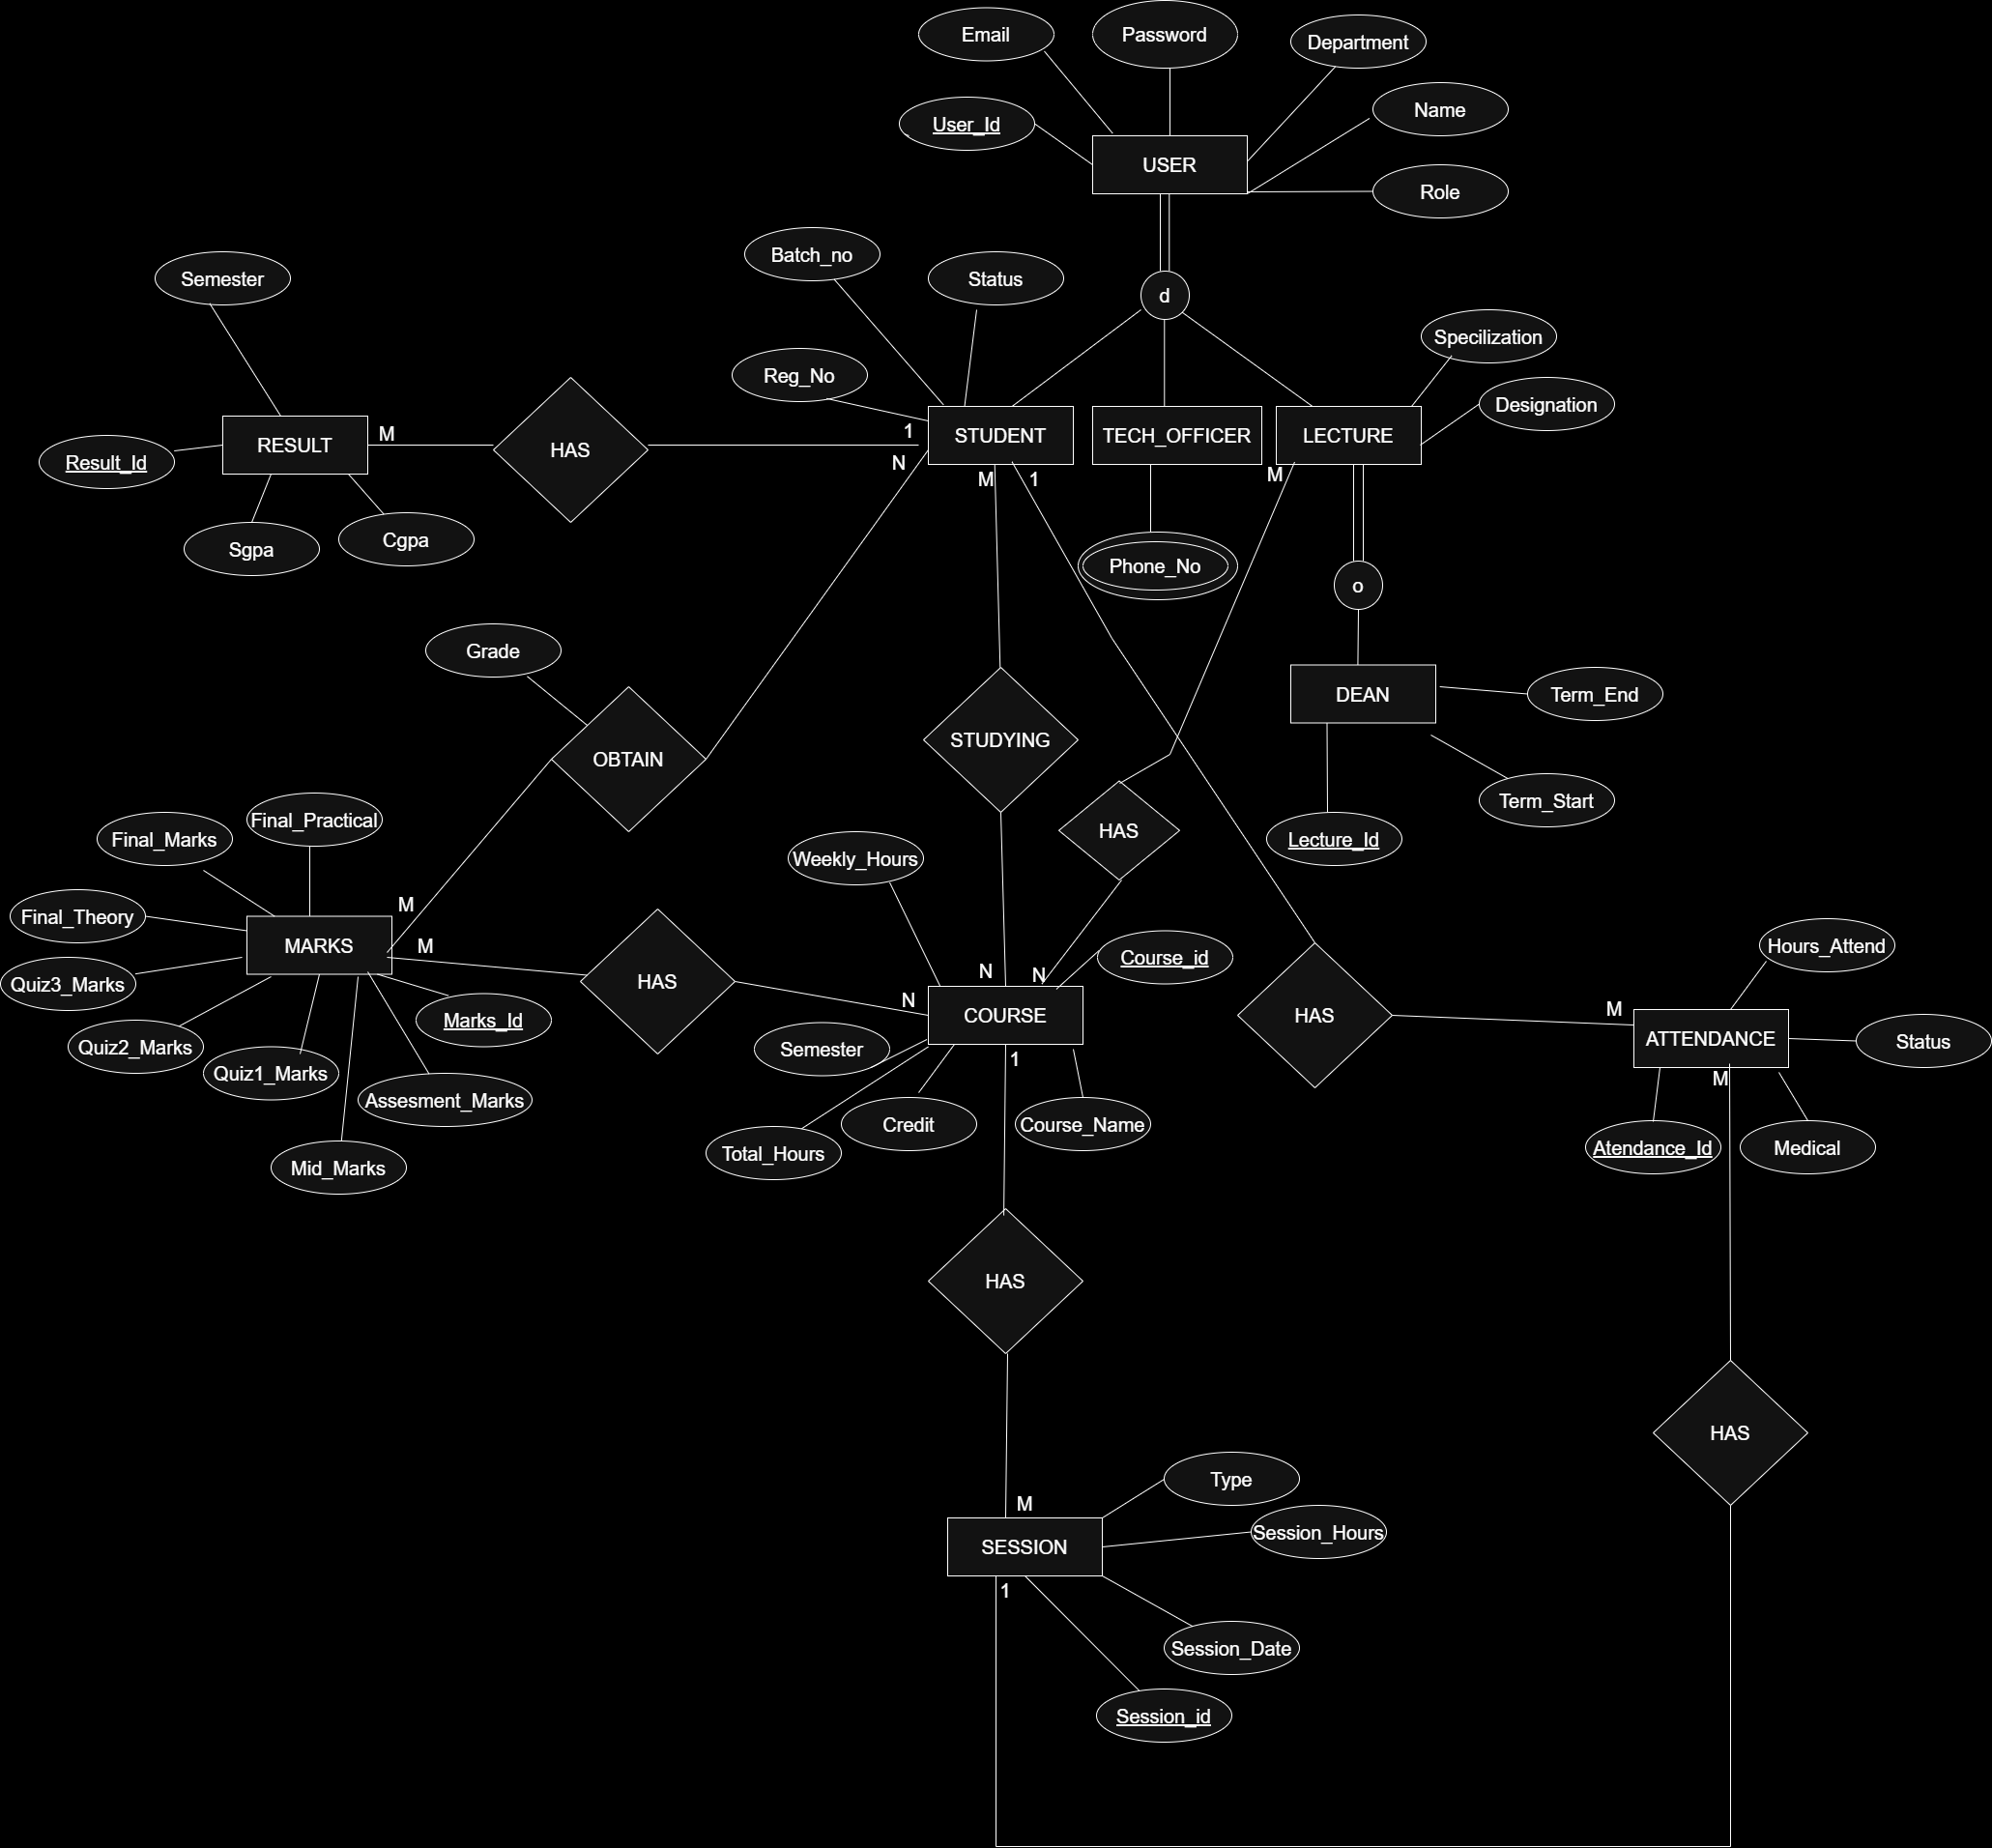 Email
Password
Department
Name
User_Id
USER
Role
Batch_no
Status
Semester
d
Specilization
Reg_No
Designation
RESULT
M
HAS
1
N
STUDENT
TECH_OFFICER
LECTURE
Result_Id
M
1
M
Sgpa
Cgpa
Phone_No
o
Grade
OBTAIN
STUDYING
DEAN
Term_End
Term_Start
Final_Marks
Final_Practical
HAS
Lecture_Id
Weekly_Hours
M
Final_Theory
MARKS
M
HAS
Course_id
Hours_Attend
Quiz3_Marks
N
N
N
COURSE
HAS
M
Marks_Id
ATTENDANCE
Status
Quiz2_Marks
Semester
1
Quiz1_Marks
M
Assesment_Marks
Credit
Course_Name
Total_Hours
Atendance_Id
Medical
Mid_Marks
HAS
HAS
Type
M
Session_Hours
SESSION
1
Session_Date
Session_id